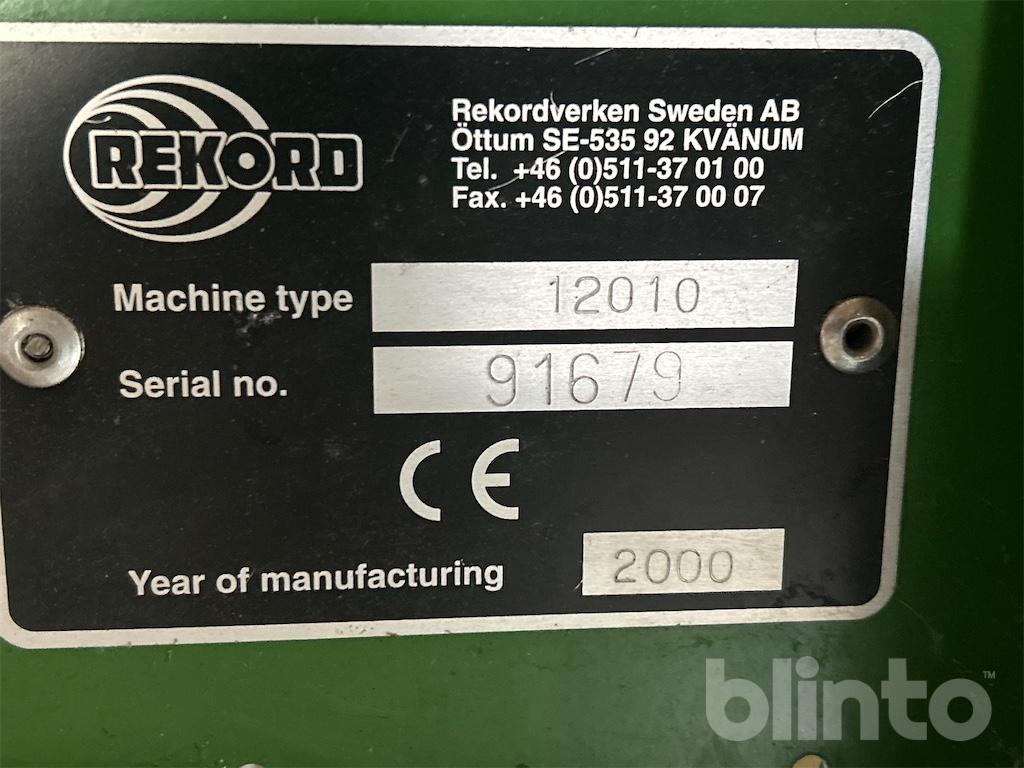 REKORD
Rekordverken Sweden AB
Öttum SE-535 92 KVÄNUM
Tel. +46 (0)511-37 01 00
Fax. +46 (0)511-37 00 07
Machine type 12010
Serial no. 91679
CE
Year of manufacturing 2000
blinto™